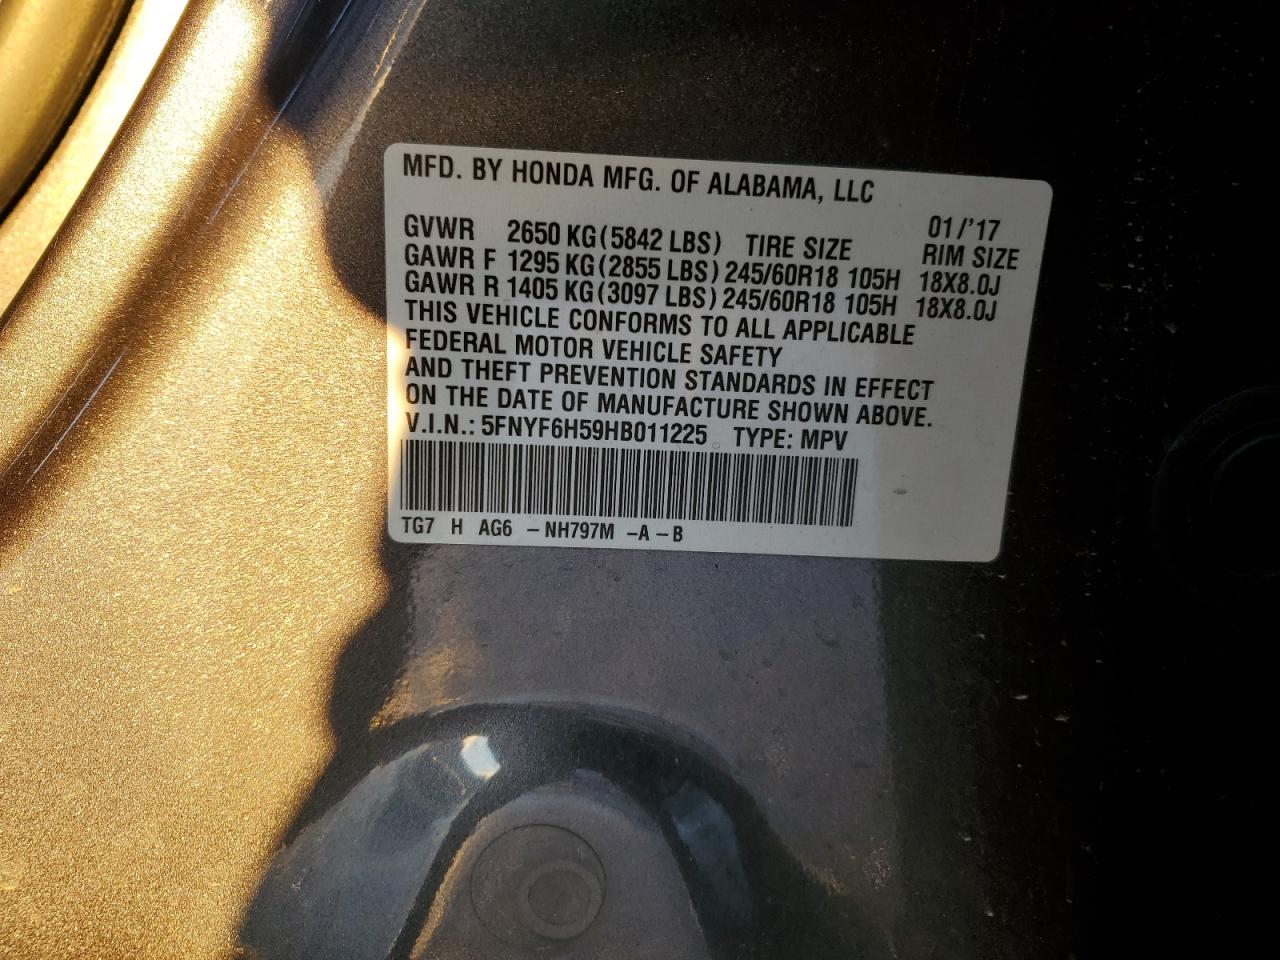 MFD. BY HONDA MFG. OF ALABAMA, LLC
01/'17
GVWR 2650 KG (5842 LBS) TIRE SIZE RIM SIZE
GAWR F 1295 KG (2855 LBS) 245/60R18 105H 18X8.0J
GAWR R 1405 KG (3097 LBS) 245/60R18 105H 18X8.0J
THIS VEHICLE CONFORMS TO ALL APPLICABLE
FEDERAL MOTOR VEHICLE SAFETY
AND THEFT PREVENTION STANDARDS IN EFFECT
ON THE DATE OF MANUFACTURE SHOWN ABOVE.
V.I.N.: 5FNYF6H59HB011225 TYPE: MPV
TG7 H AG6 – NH797M –A – B